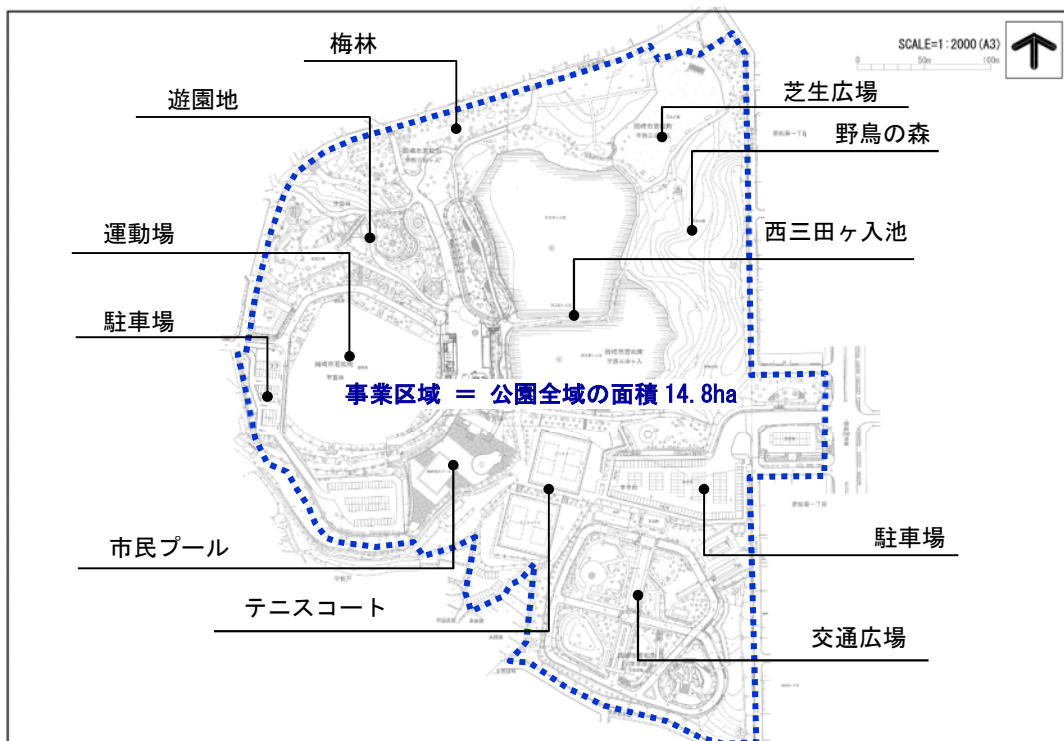 SCALE=1:2000(A3)
0 50m 100m
梅林
遊園地
芝生広場
野鳥の森
運動場
西三田ヶ入池
駐車場
事業区域 = 公園全域の面積 14.8ha
市民プール
駐車場
テニスコート
交通広場